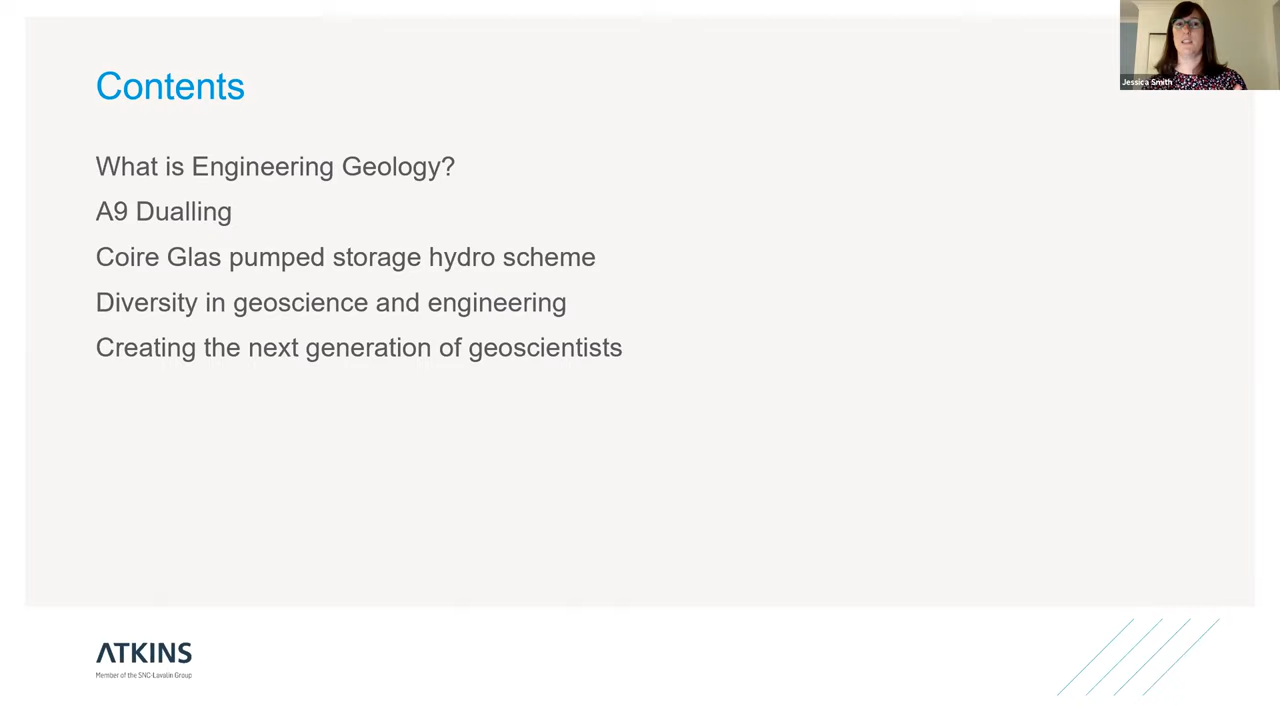 Contents
Jessica Smith
What is Engineering Geology?
A9 Dualling
Coire Glas pumped storage hydro scheme
Diversity in geoscience and engineering
Creating the next generation of geoscientists
ATKINS
Member of the SNC-Lavalin Group